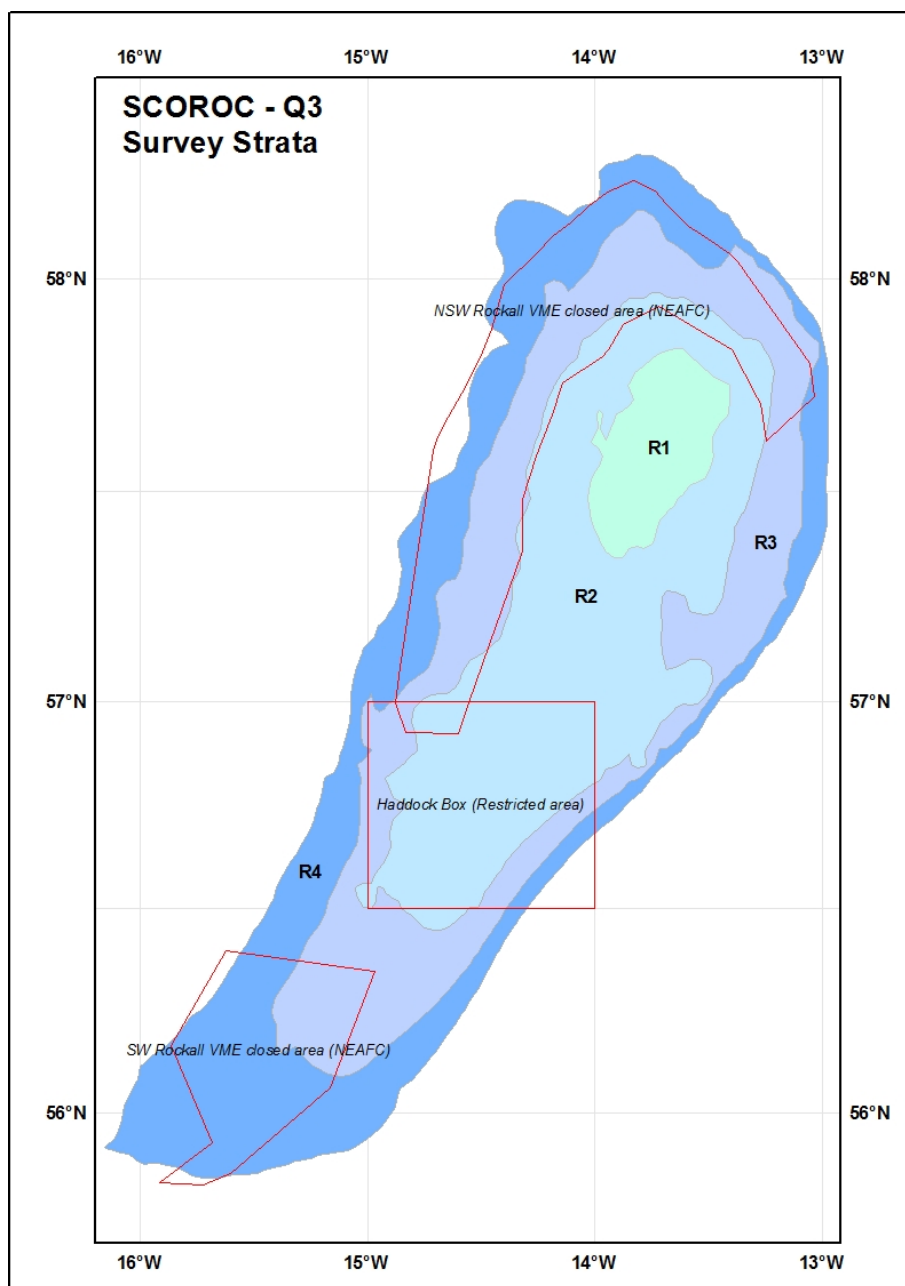 16°W 15°W 14°W 13°W
SCOROC - Q3
Survey Strata
58°N 58°N
NSW Rockall VME closed area (NEAFC)
R1
R3
R2
57°N 57°N
Haddock Box (Restricted area)
R4
SW Rockall VME closed area (NEAFC)
56°N 56°N
16°W 15°W 14°W 13°W